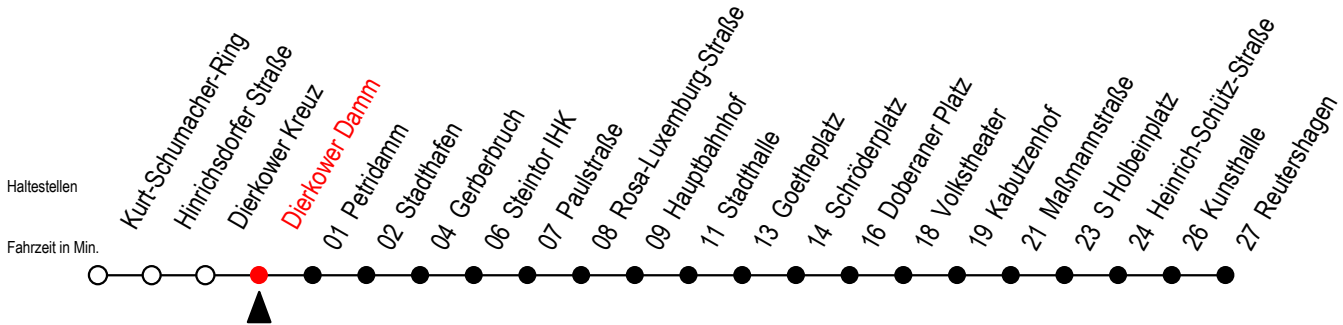 Haltestellen
Fahrzeit in Min.
Kurt-Schumacher-Ring
Hinrichsdorfer Straße
Dierkower Kreuz
Dierkower Damm
01 Petridamm
02 Stadthafen
04 Gerberbruch
06 Steintor IHK
07 Paulstraße
08 Rosa-Luxemburg-Straße
09 Hauptbahnhof
11 Stadthalle
13 Goetheplatz
14 Schröderplatz
16 Doberaner Platz
18 Volkstheater
19 Kabutzenhof
21 Maßmannstraße
23 S Holbeinplatz
24 Heinrich-Schütz-Straße
26 Kunsthalle
27 Reutershagen